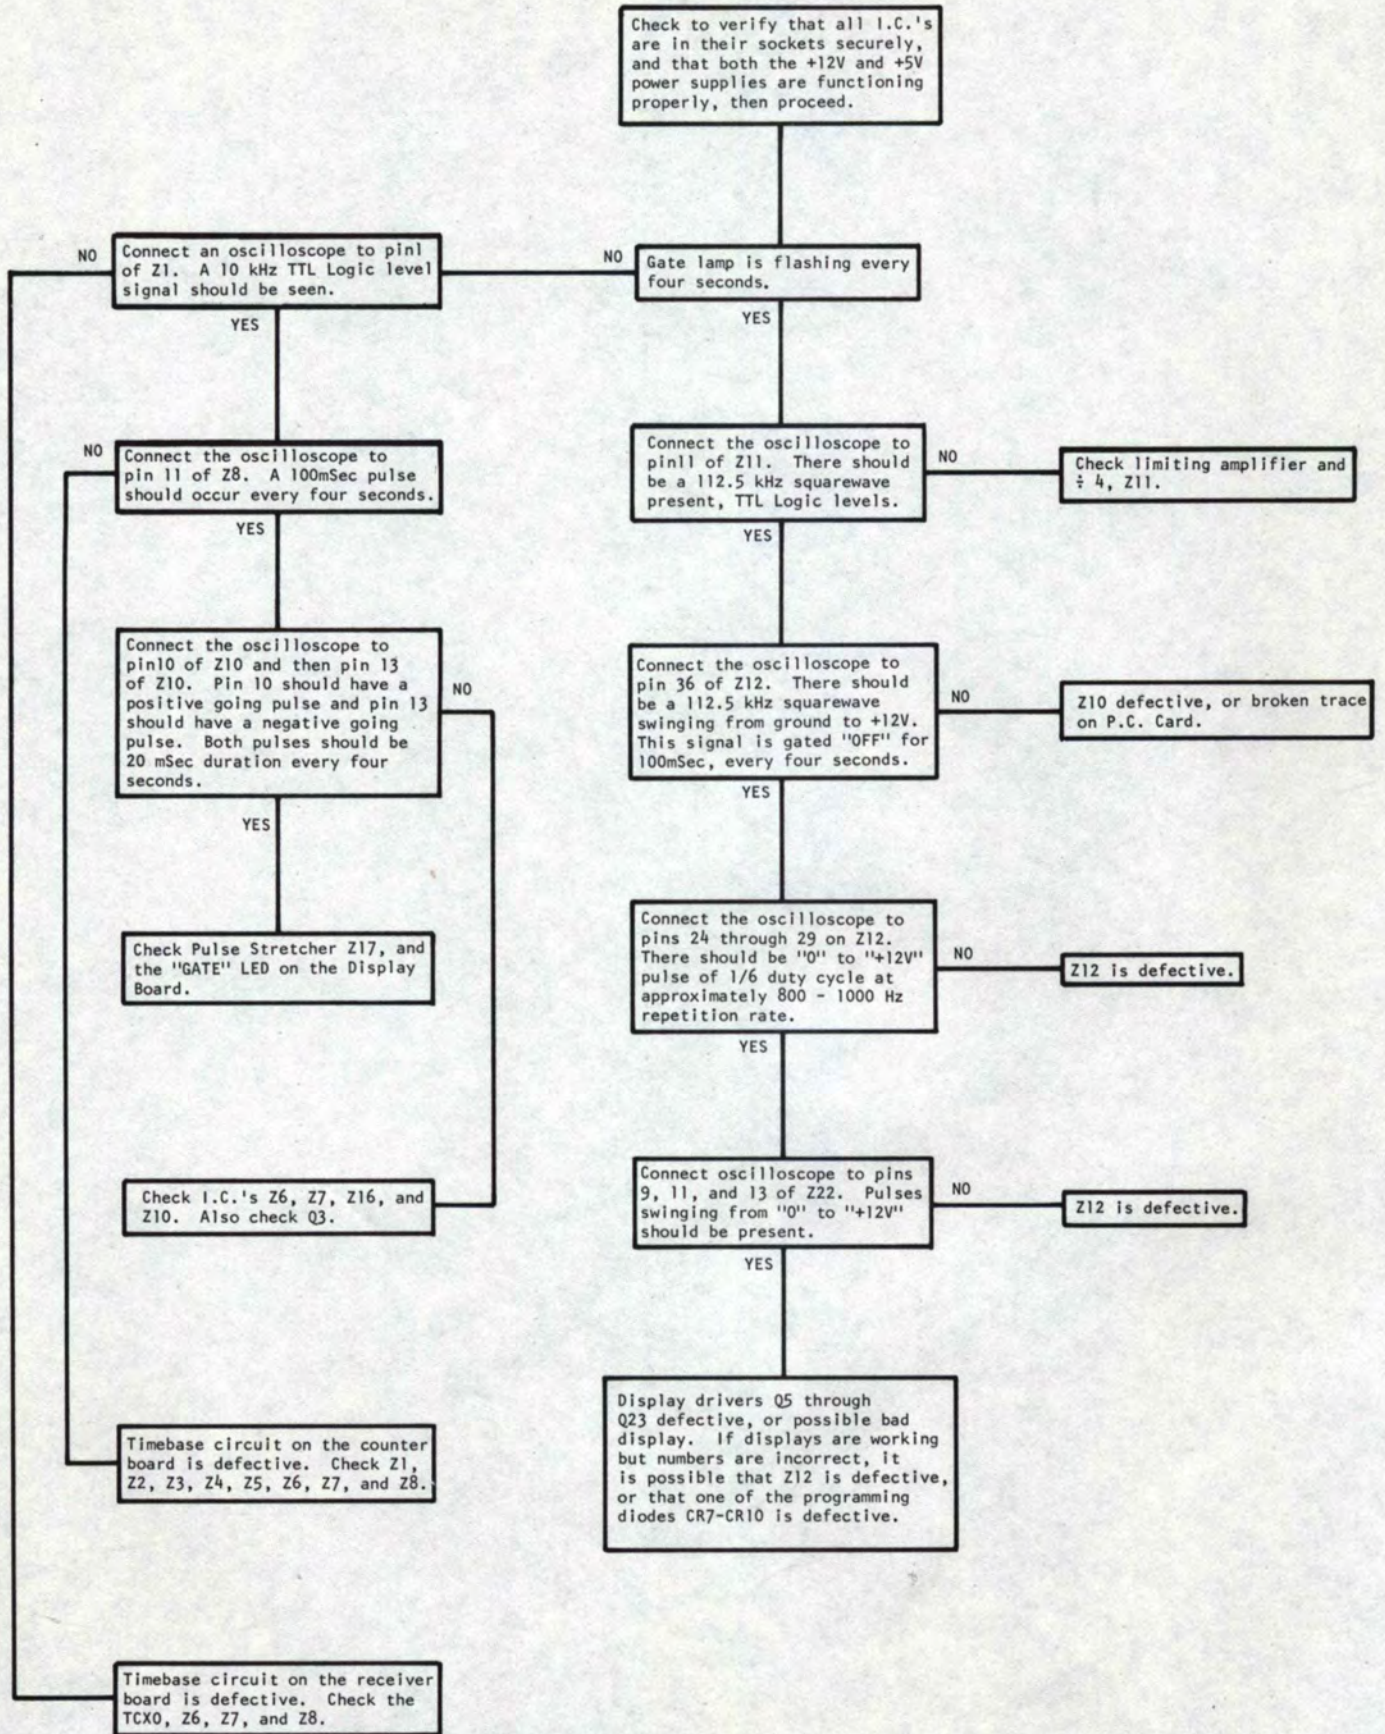 Check to verify that all I.C.'s
are in their sockets securely,
and that both the +12V and +5V
power supplies are functioning
properly, then proceed.
NO
Connect an oscilloscope to pin1
of Z1. A 10 kHz TTL Logic level
signal should be seen.
YES
NO
Gate lamp is flashing every
four seconds.
YES
NO
Connect the oscilloscope to
pin 11 of Z8. A 100mSec pulse
should occur every four seconds.
YES
Connect the oscilloscope to
pin11 of Z11. There should
be a 112.5 kHz squarewave
present, TTL Logic levels.
YES
NO
Check limiting amplifier and
÷ 4, Z11.
Connect the oscilloscope to
pin10 of Z10 and then pin 13
of Z10. Pin 10 should have a
positive going pulse and pin 13
should have a negative going
pulse. Both pulses should be
20 mSec duration every four
seconds.
NO
YES
Connect the oscilloscope to
pin 36 of Z12. There should
be a 112.5 kHz squarewave
swinging from ground to +12V.
This signal is gated "OFF" for
100mSec, every four seconds.
YES
NO
Z10 defective, or broken trace
on P.C. Card.
Check Pulse Stretcher Z17, and
the "GATE" LED on the Display
Board.
Connect the oscilloscope to
pins 24 through 29 on Z12.
There should be "0" to "+12V"
pulse of 1/6 duty cycle at
approximately 800 - 1000 Hz
repetition rate.
YES
NO
Z12 is defective.
Check I.C.'s Z6, Z7, Z16, and
Z10. Also check Q3.
Connect oscilloscope to pins
9, 11, and 13 of Z22. Pulses
swinging from "0" to "+12V"
should be present.
YES
NO
Z12 is defective.
Timebase circuit on the counter
board is defective. Check Z1,
Z2, Z3, Z4, Z5, Z6, Z7, and Z8.
Display drivers Q5 through
Q23 defective, or possible bad
display. If displays are working
but numbers are incorrect, it
is possible that Z12 is defective,
or that one of the programming
diodes CR7-CR10 is defective.
Timebase circuit on the receiver
board is defective. Check the
TCXO, Z6, Z7, and Z8.